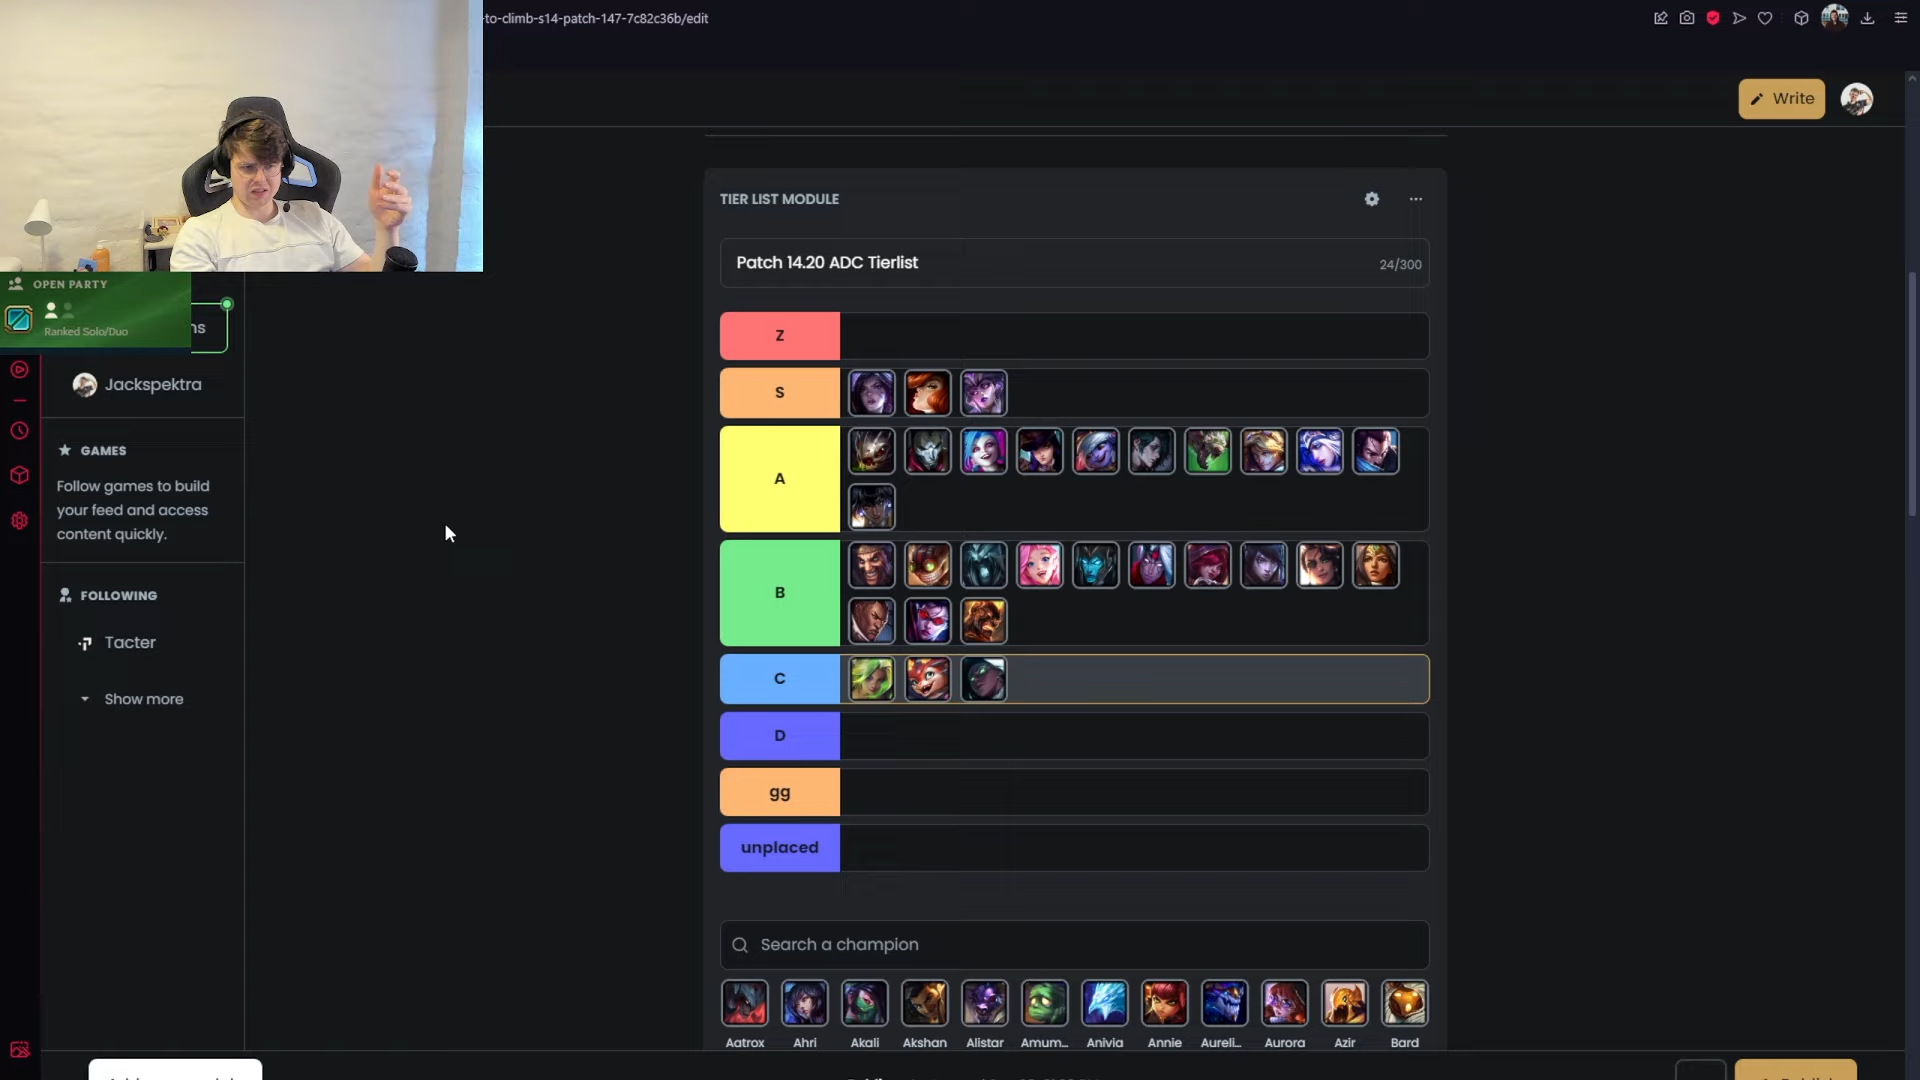 -to-climb-s14-patch-147-7c82c36b/edit
Write
OPEN PARTY
Ranked Solo/Duo
ns
Jackspektra
GAMES
Follow games to build
your feed and access
content quickly.
FOLLOWING
Tacter
Show more
TIER LIST MODULE
Patch 14.20 ADC Tierlist
24/300
Z
S
A
B
C
D
gg
unplaced
Search a champion
Aatrox Ahri Akali Akshan Alistar Amum... Anivia Annie Aureli... Aurora Azir Bard